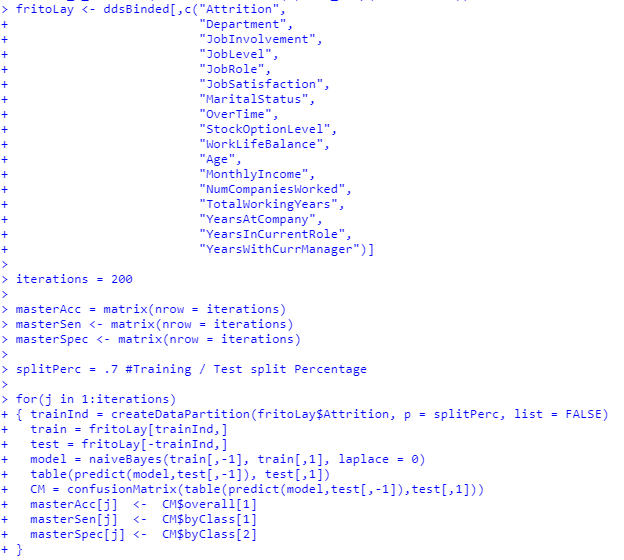 > fritoLay <- ddsBinded[,c("Attrition",
+ "Department",
+ "JobInvolvement",
+ "JobLevel",
+ "JobRole",
+ "JobSatisfaction",
+ "MaritalStatus",
+ "OverTime",
+ "StockOptionLevel",
+ "WorkLifeBalance",
+ "Age",
+ "MonthlyIncome",
+ "NumCompaniesWorked",
+ "TotalWorkingYears",
+ "YearsAtCompany",
+ "YearsInCurrentRole",
+ "YearsWithCurrManager")]
>
> iterations = 200
>
> masterAcc = matrix(nrow = iterations)
> masterSen <- matrix(nrow = iterations)
> masterSpec <- matrix(nrow = iterations)
>
> splitPerc = .7 #Training / Test split Percentage
>
> for(j in 1:iterations)
+ { trainInd = createDataPartition(fritoLay$Attrition, p = splitPerc, list = FALSE)
+ train = fritoLay[trainInd,]
+ test = fritoLay[-trainInd,]
+ model = naiveBayes(train[,-1], train[,1], laplace = 0)
+ table(predict(model,test[,-1]), test[,1])
+ CM = confusionMatrix(table(predict(model,test[,-1]),test[,1]))
+ masterAcc[j] <- CM$overall[1]
+ masterSen[j] <- CM$byClass[1]
+ masterSpec[j] <- CM$byClass[2]
+ }